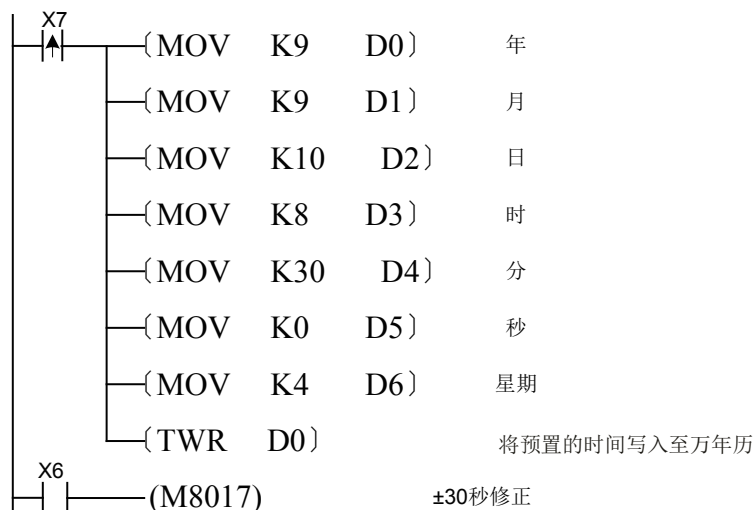 X7
〔MOV K9 D0〕 年
〔MOV K9 D1〕 月
〔MOV K10 D2〕 日
〔MOV K8 D3〕 时
〔MOV K30 D4〕 分
〔MOV K0 D5〕 秒
〔MOV K4 D6〕 星期
〔TWR D0〕 将预置的时间写入至万年历
X6
(M8017) ±30秒修正